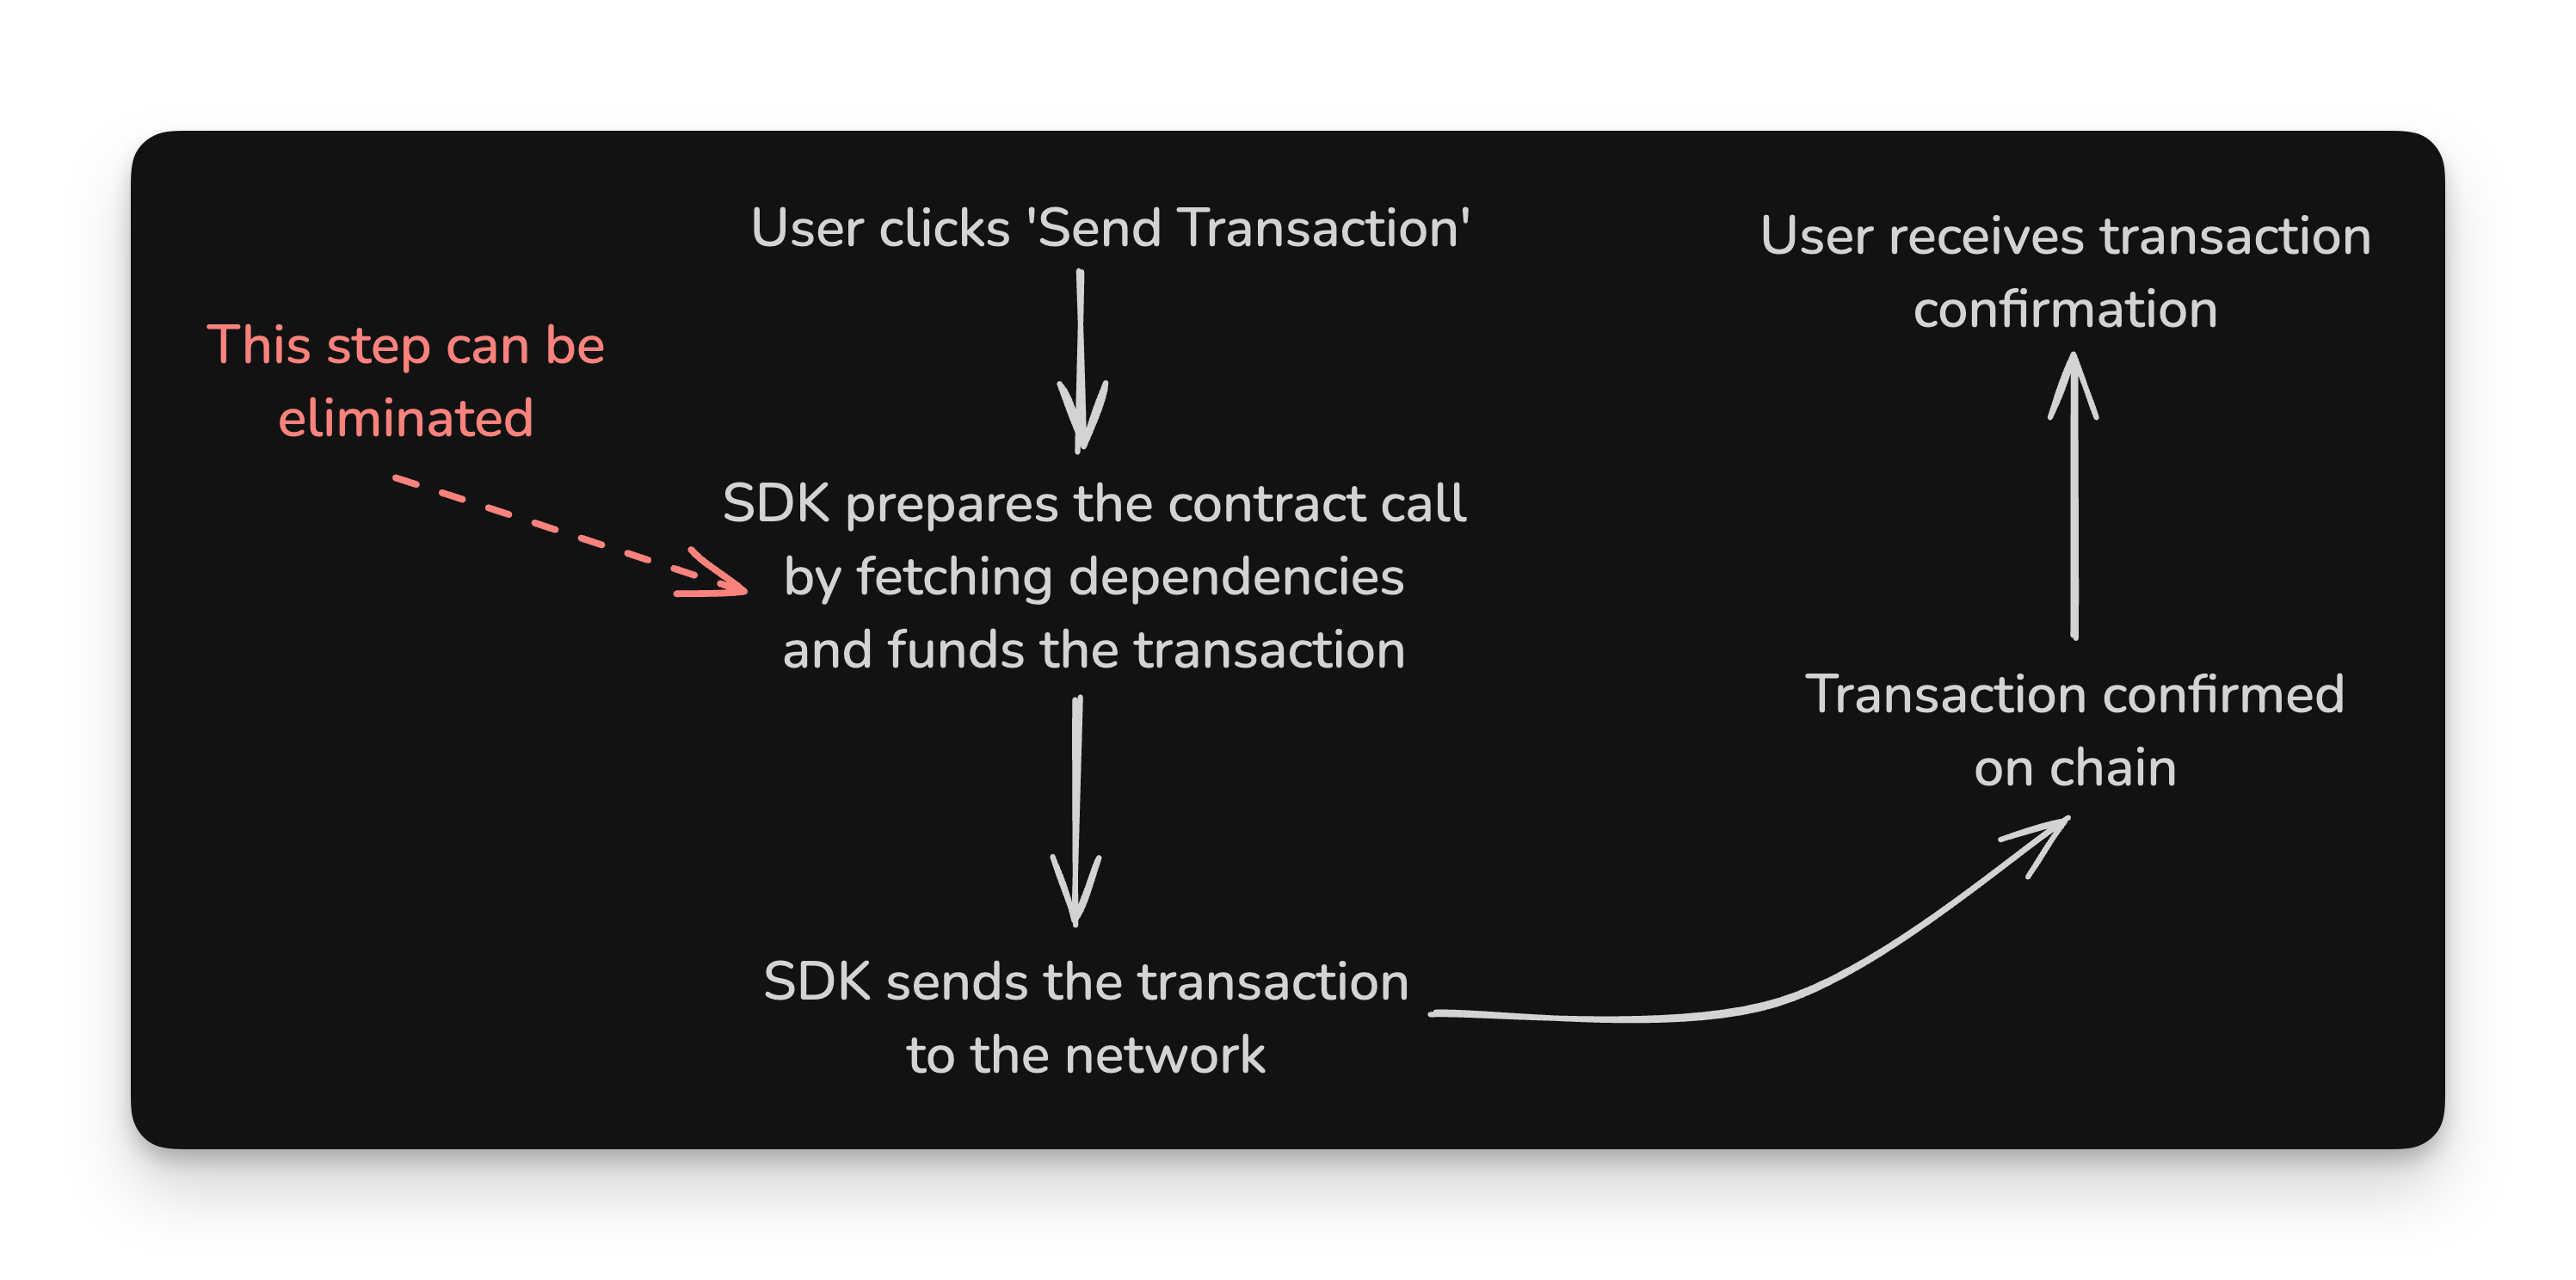 User clicks 'Send Transaction'
This step can be
eliminated
SDK prepares the contract call
by fetching dependencies
and funds the transaction
SDK sends the transaction
to the network
Transaction confirmed
on chain
User receives transaction
confirmation